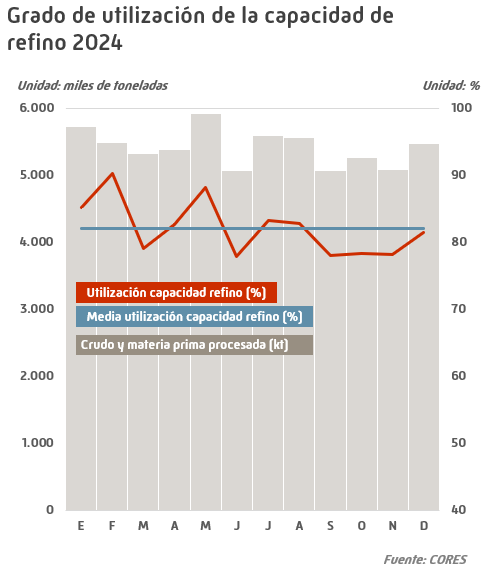 Grado de utilización de la capacidad de
refino 2024
Unidad: miles de toneladas Unidad: %
6.000 100
5.000 90
4.000 80
3.000 70
Utilización capacidad refino (%)
Media utilización capacidad refino (%)
Crudo y materia prima procesada (kt)
2.000 60
1.000 50
0 40
E F M A M J J A S O N D
Fuente: CORES